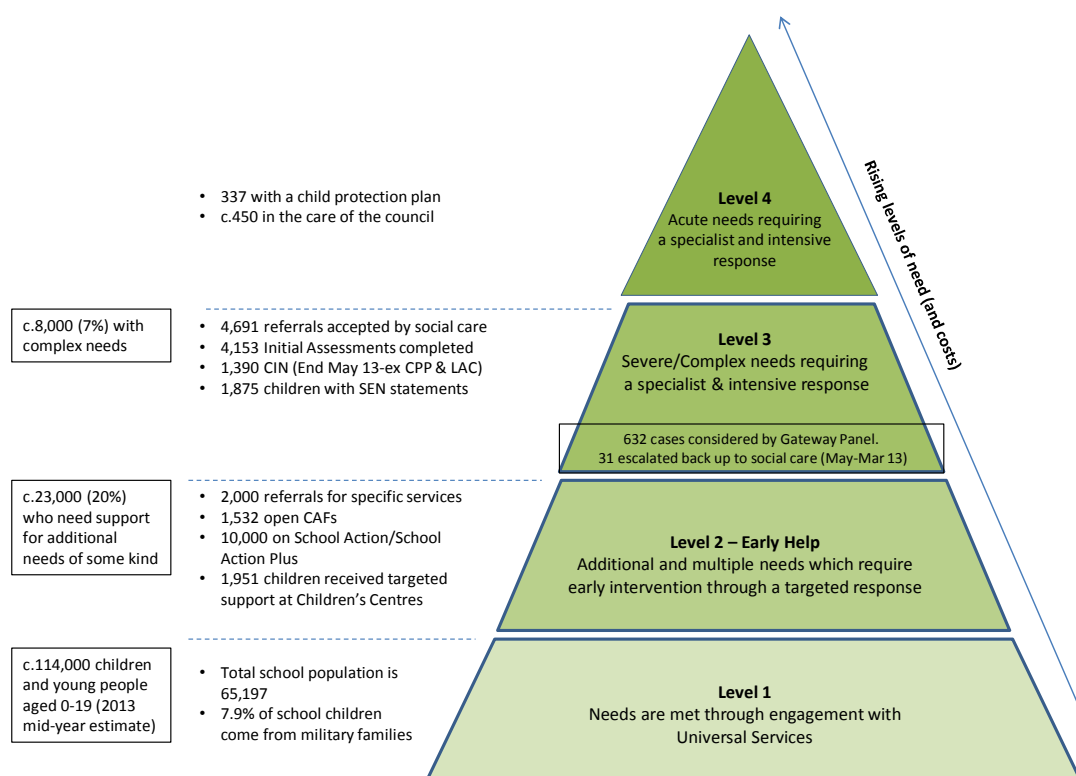 • 337 with a child protection plan
• c.450 in the care of the council
Level 4
Acute needs requiring
a specialist and intensive
response
Rising levels of need (and costs)
c.8,000 (7%) with
complex needs
• 4,691 referrals accepted by social care
• 4,153 Initial Assessments completed
• 1,390 CIN (End May 13-ex CPP & LAC)
• 1,875 children with SEN statements
Level 3
Severe/Complex needs requiring
a specialist & intensive response
632 cases considered by Gateway Panel.
31 escalated back up to social care (May-Mar 13)
c.23,000 (20%)
who need support
for additional
needs of some kind
• 2,000 referrals for specific services
• 1,532 open CAFs
• 10,000 on School Action/School
Action Plus
• 1,951 children received targeted
support at Children's Centres
Level 2 – Early Help
Additional and multiple needs which require
early intervention through a targeted response
c.114,000 children
and young people
aged 0-19 (2013
mid-year estimate)
• Total school population is
65,197
• 7.9% of school children
come from military families
Level 1
Needs are met through engagement with
Universal Services